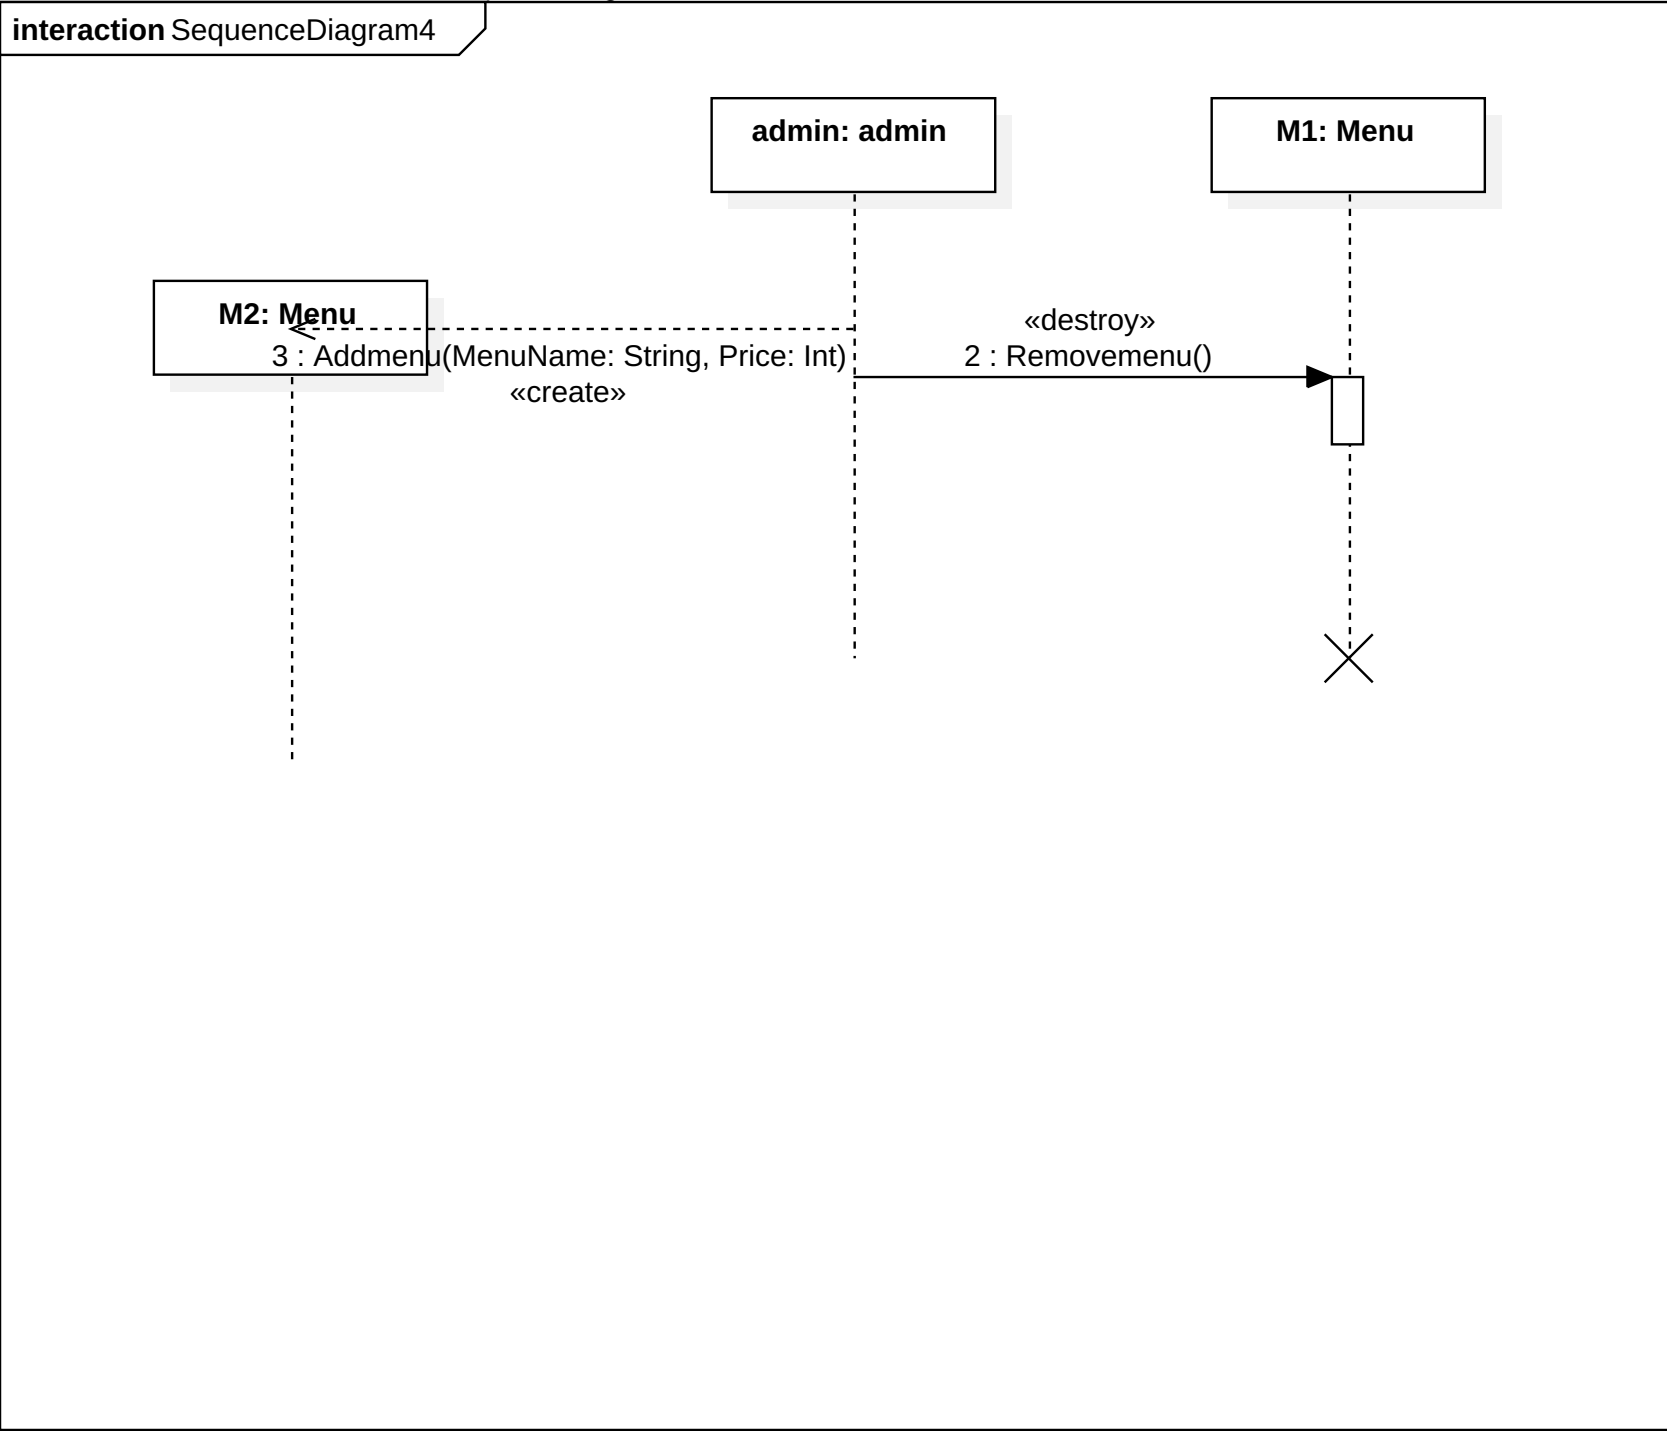 interaction SequenceDiagram4
admin: admin
M1: Menu
M2: Menu
«destroy»
3 : Addmenu(MenuName: String, Price: Int)
2 : Removemenu()
«create»